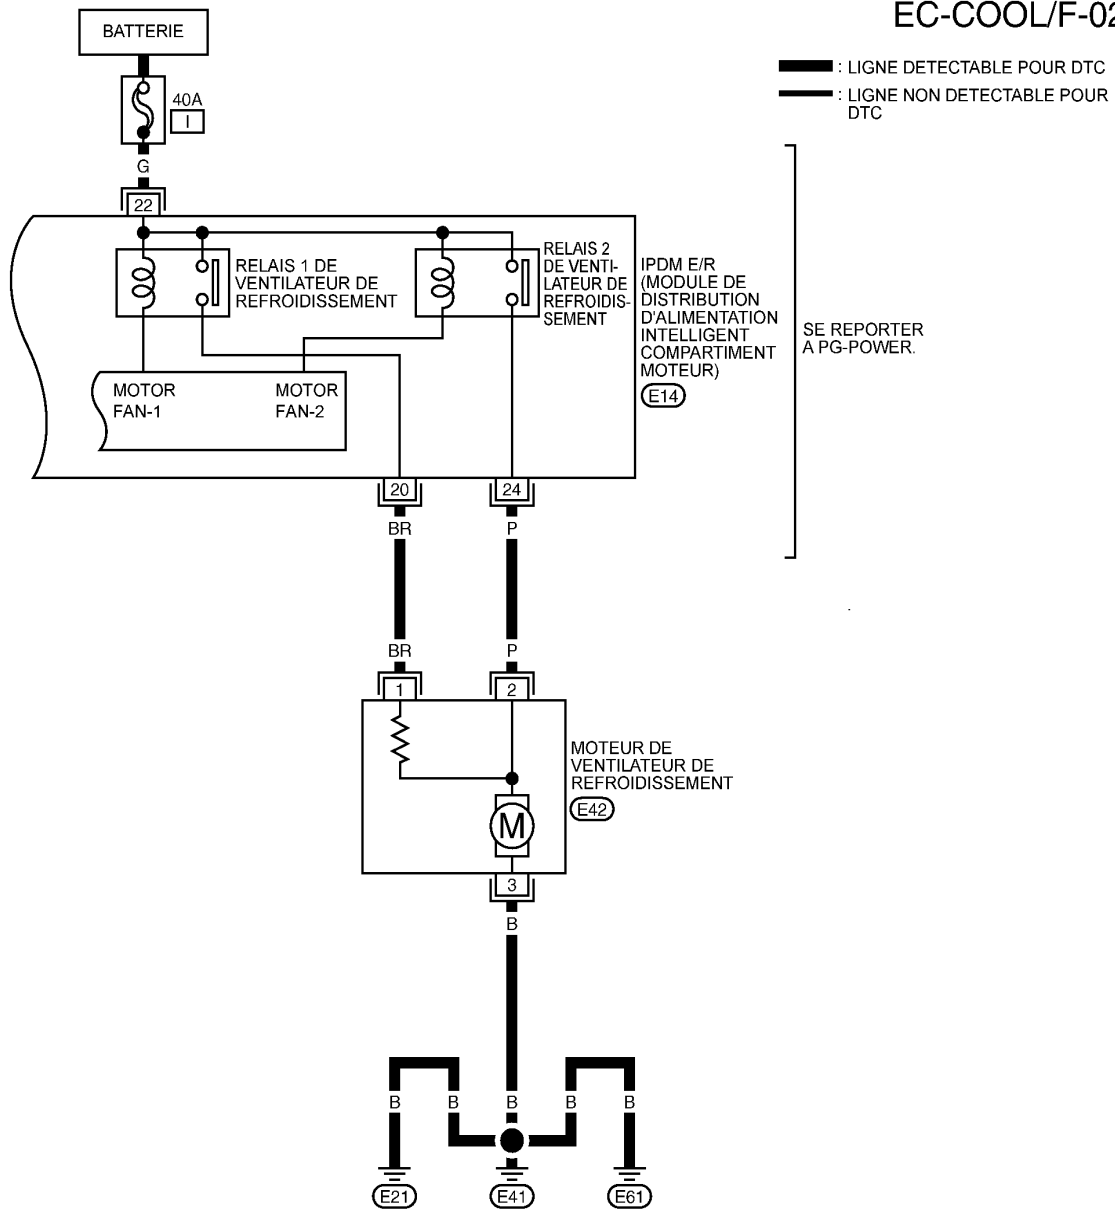 EC-COOL/F-02
BATTERIE
: LIGNE DETECTABLE POUR DTC
: LIGNE NON DETECTABLE POUR
DTC
40A
I
G
22
RELAIS 1 DE
VENTILATEUR DE
REFROIDISSEMENT
RELAIS 2
DE VENTI-
LATEUR DE
REFROIDIS-
SEMENT
IPDM E/R
(MODULE DE
DISTRIBUTION
D'ALIMENTATION
INTELLIGENT
COMPARTIMENT
MOTEUR)
E14
SE REPORTER
A PG-POWER.
MOTOR
FAN-1
MOTOR
FAN-2
20
24
BR
P
BR
P
1
2
MOTEUR DE
VENTILATEUR DE
REFROIDISSEMENT
E42
M
3
B
B
B
B
B
B
E21
E41
E61